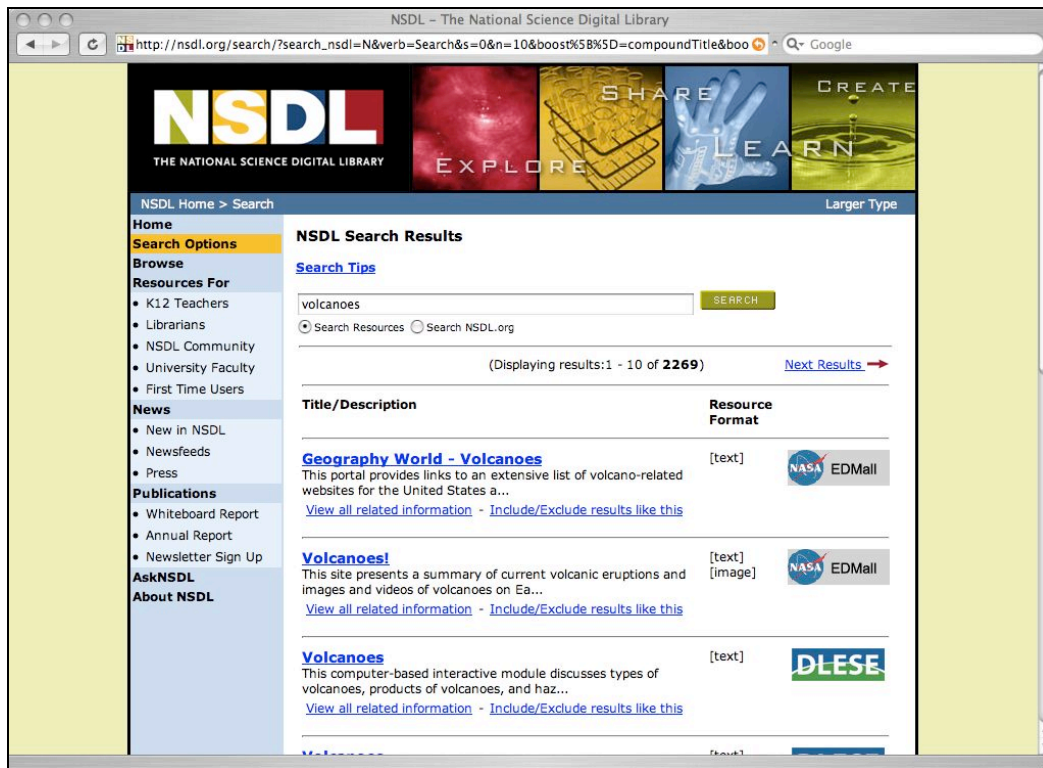 NSDL – The National Science Digital Library
http://nsdl.org/search/?search_nsdl=N&verb=Search&s=0&n=10&boost%5B%5D=compoundTitle&boo
Google
NSDL
THE NATIONAL SCIENCE DIGITAL LIBRARY
EXPLORE
SHARE
LEARN
CREATE
NSDL Home > Search
Larger Type
Home
Search Options
Browse
Resources For
• K12 Teachers
• Librarians
• NSDL Community
• University Faculty
• First Time Users
News
• New in NSDL
• Newsfeeds
• Press
Publications
• Whiteboard Report
• Annual Report
• Newsletter Sign Up
AskNSDL
About NSDL
NSDL Search Results
Search Tips
volcanoes
SEARCH
Search Resources Search NSDL.org
(Displaying results:1 - 10 of 2269)
Next Results
Title/Description
Resource
Format
Geography World - Volcanoes
This portal provides links to an extensive list of volcano-related
websites for the United States a...
View all related information - Include/Exclude results like this
[text]
NASA EDMall
Volcanoes!
This site presents a summary of current volcanic eruptions and
images and videos of volcanoes on Ea...
View all related information - Include/Exclude results like this
[text]
[image]
NASA EDMall
Volcanoes
This computer-based interactive module discusses types of
volcanoes, products of volcanoes, and haz...
View all related information - Include/Exclude results like this
[text]
DLESE